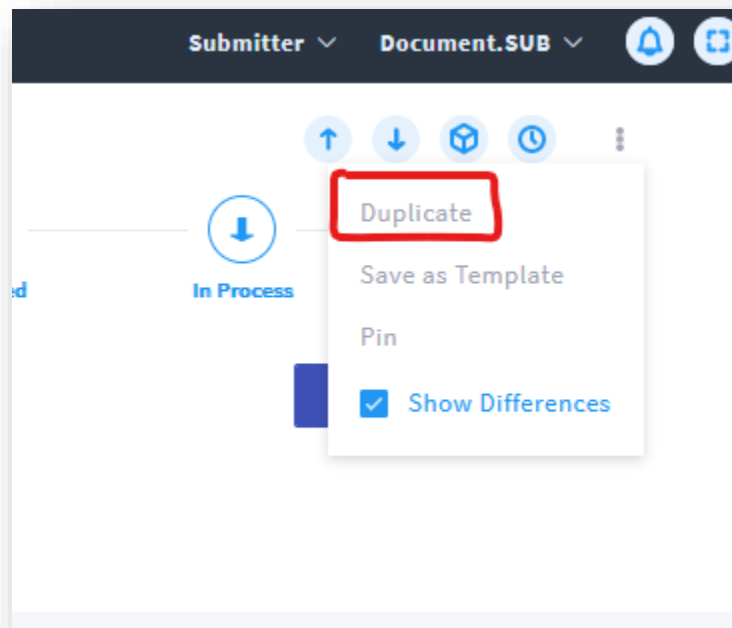 Submitter Document.SUB
Duplicate
Save as Template
In Process
Pin
Show Differences